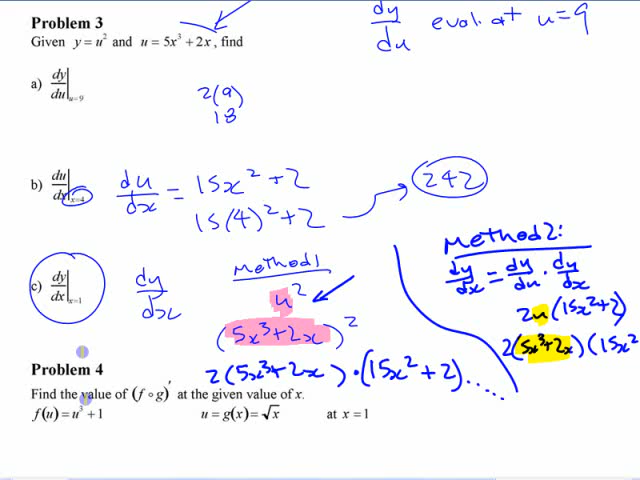 Problem 3
dy/du eval. at u=9
Given y = u² and u = 5x³ + 2x, find
a) dy/du|u=9
2(9)
18
b) du/dx|x=4
du/dx = 15x² + 2
15(4)² + 2
242
c) dy/dx|x=1
dy/dx
Method 1
u²
(5x³+2x)²
2(5x³+2x)·(15x²+2).....
Method 2:
dy/dx = dy/du · dy/dx
2u(15x²+2)
2(5x³+2x)(15x²
Problem 4
Find the value of (f ∘ g)′ at the given value of x.
f(u) = u³ + 1 u = g(x) = √x at x = 1